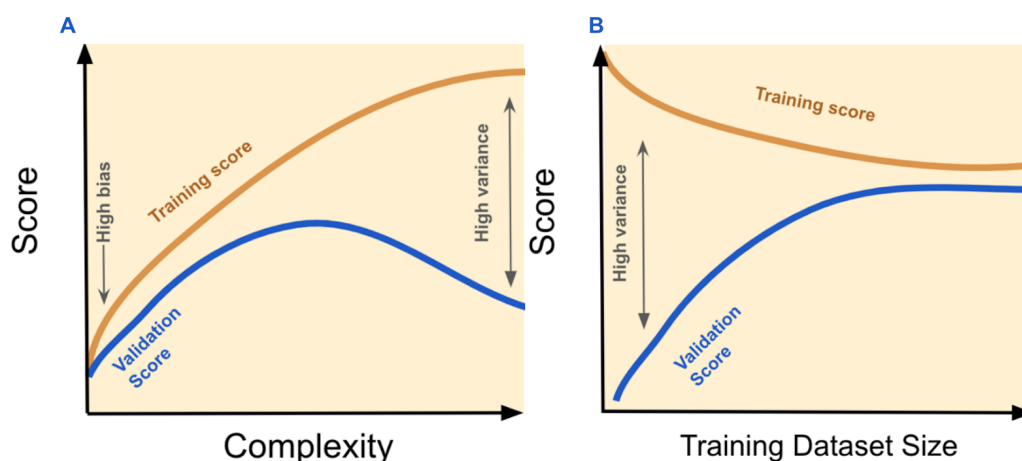 A
Score
High bias
Training score
Validation
Score
High variance
Complexity
B
Score
High variance
Training score
Validation
Score
Training Dataset Size